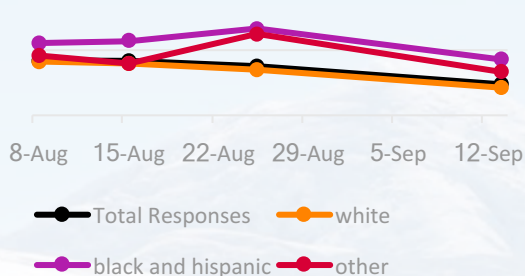 8-Aug 15-Aug 22-Aug 29-Aug 5-Sep 12-Sep
Total Responses white
black and hispanic other